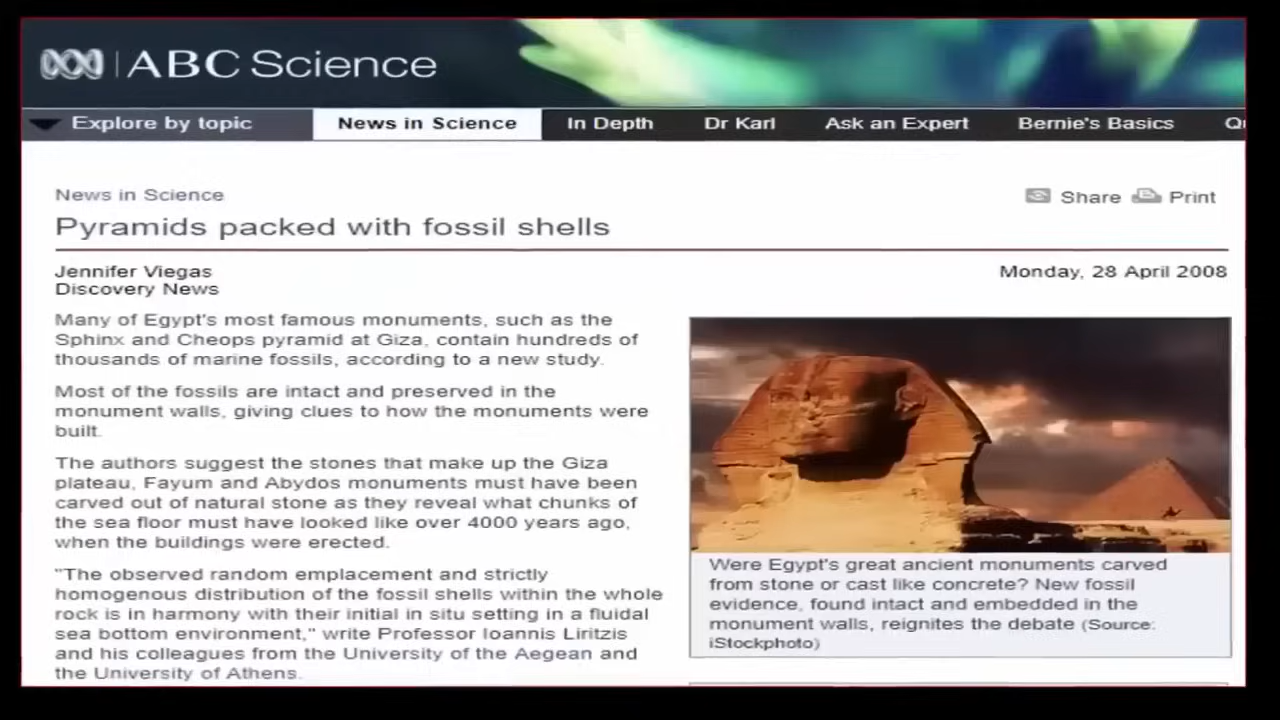 ABC Science
Explore by topic
News in Science
In Depth
Dr Karl
Ask an Expert
Bernie's Basics
News in Science
Share
Print
Pyramids packed with fossil shells
Jennifer Viegas
Discovery News
Monday, 28 April 2008
Many of Egypt's most famous monuments, such as the
Sphinx and Cheops pyramid at Giza, contain hundreds of
thousands of marine fossils, according to a new study.
Most of the fossils are intact and preserved in the
monument walls, giving clues to how the monuments were
built.
The authors suggest the stones that make up the Giza
plateau, Fayum and Abydos monuments must have been
carved out of natural stone as they reveal what chunks of
the sea floor must have looked like over 4000 years ago,
when the buildings were erected.
"The observed random emplacement and strictly
homogenous distribution of the fossil shells within the whole
rock is in harmony with their initial in situ setting in a fluidal
sea bottom environment," write Professor Ioannis Liritzis
and his colleagues from the University of the Aegean and
the University of Athens.
Were Egypt's great ancient monuments carved
from stone or cast like concrete? New fossil
evidence, found intact and embedded in the
monument walls, reignites the debate (Source:
iStockphoto)